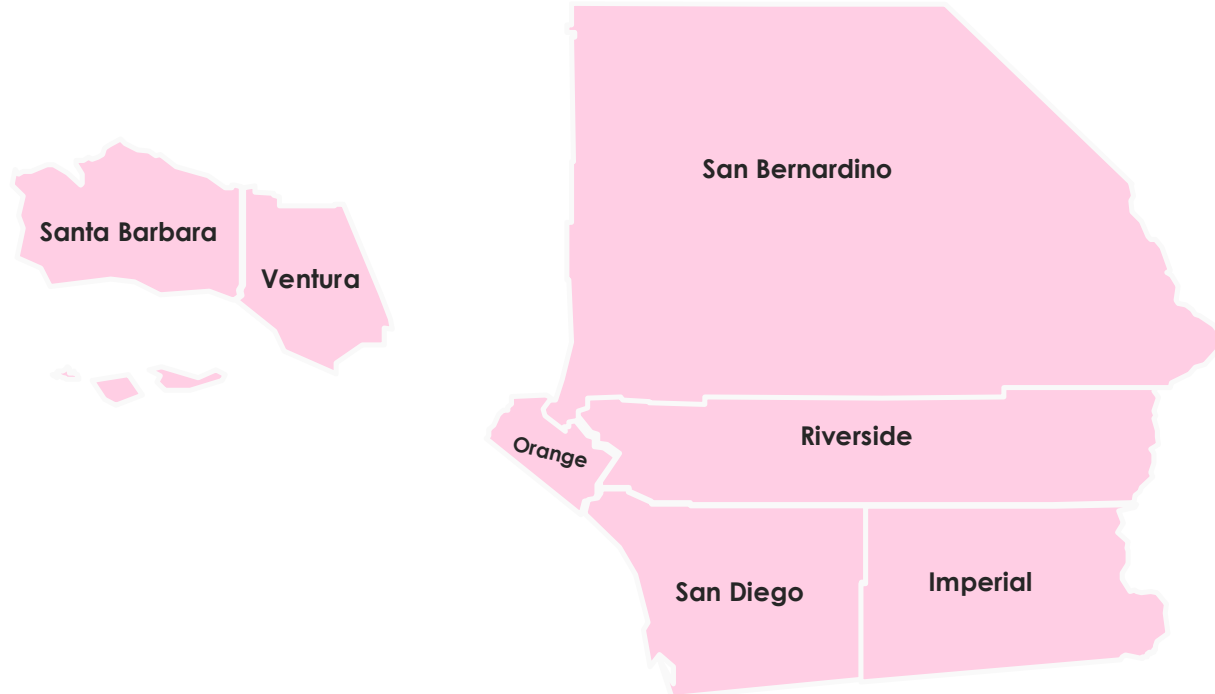 San Bernardino
Santa Barbara
Ventura
Riverside
Orange
Imperial
San Diego